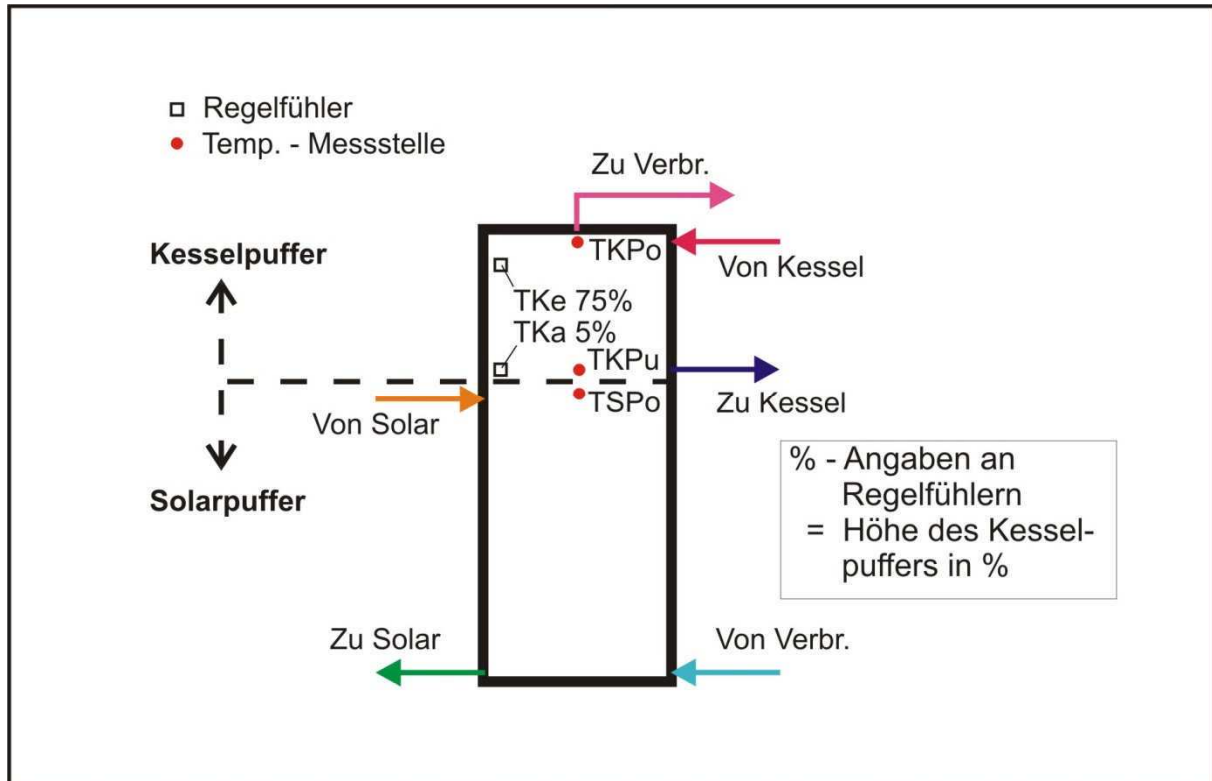 Regelfühler
Temp. - Messstelle
Zu Verbr.
Kesselpuffer
TKPo
Von Kessel
TKe 75%
TKa 5%
TKPu
TSPo
Zu Kessel
Von Solar
Solarpuffer
% - Angaben an
Regelfühlern
= Höhe des Kessel-
puffers in %
Zu Solar
Von Verbr.